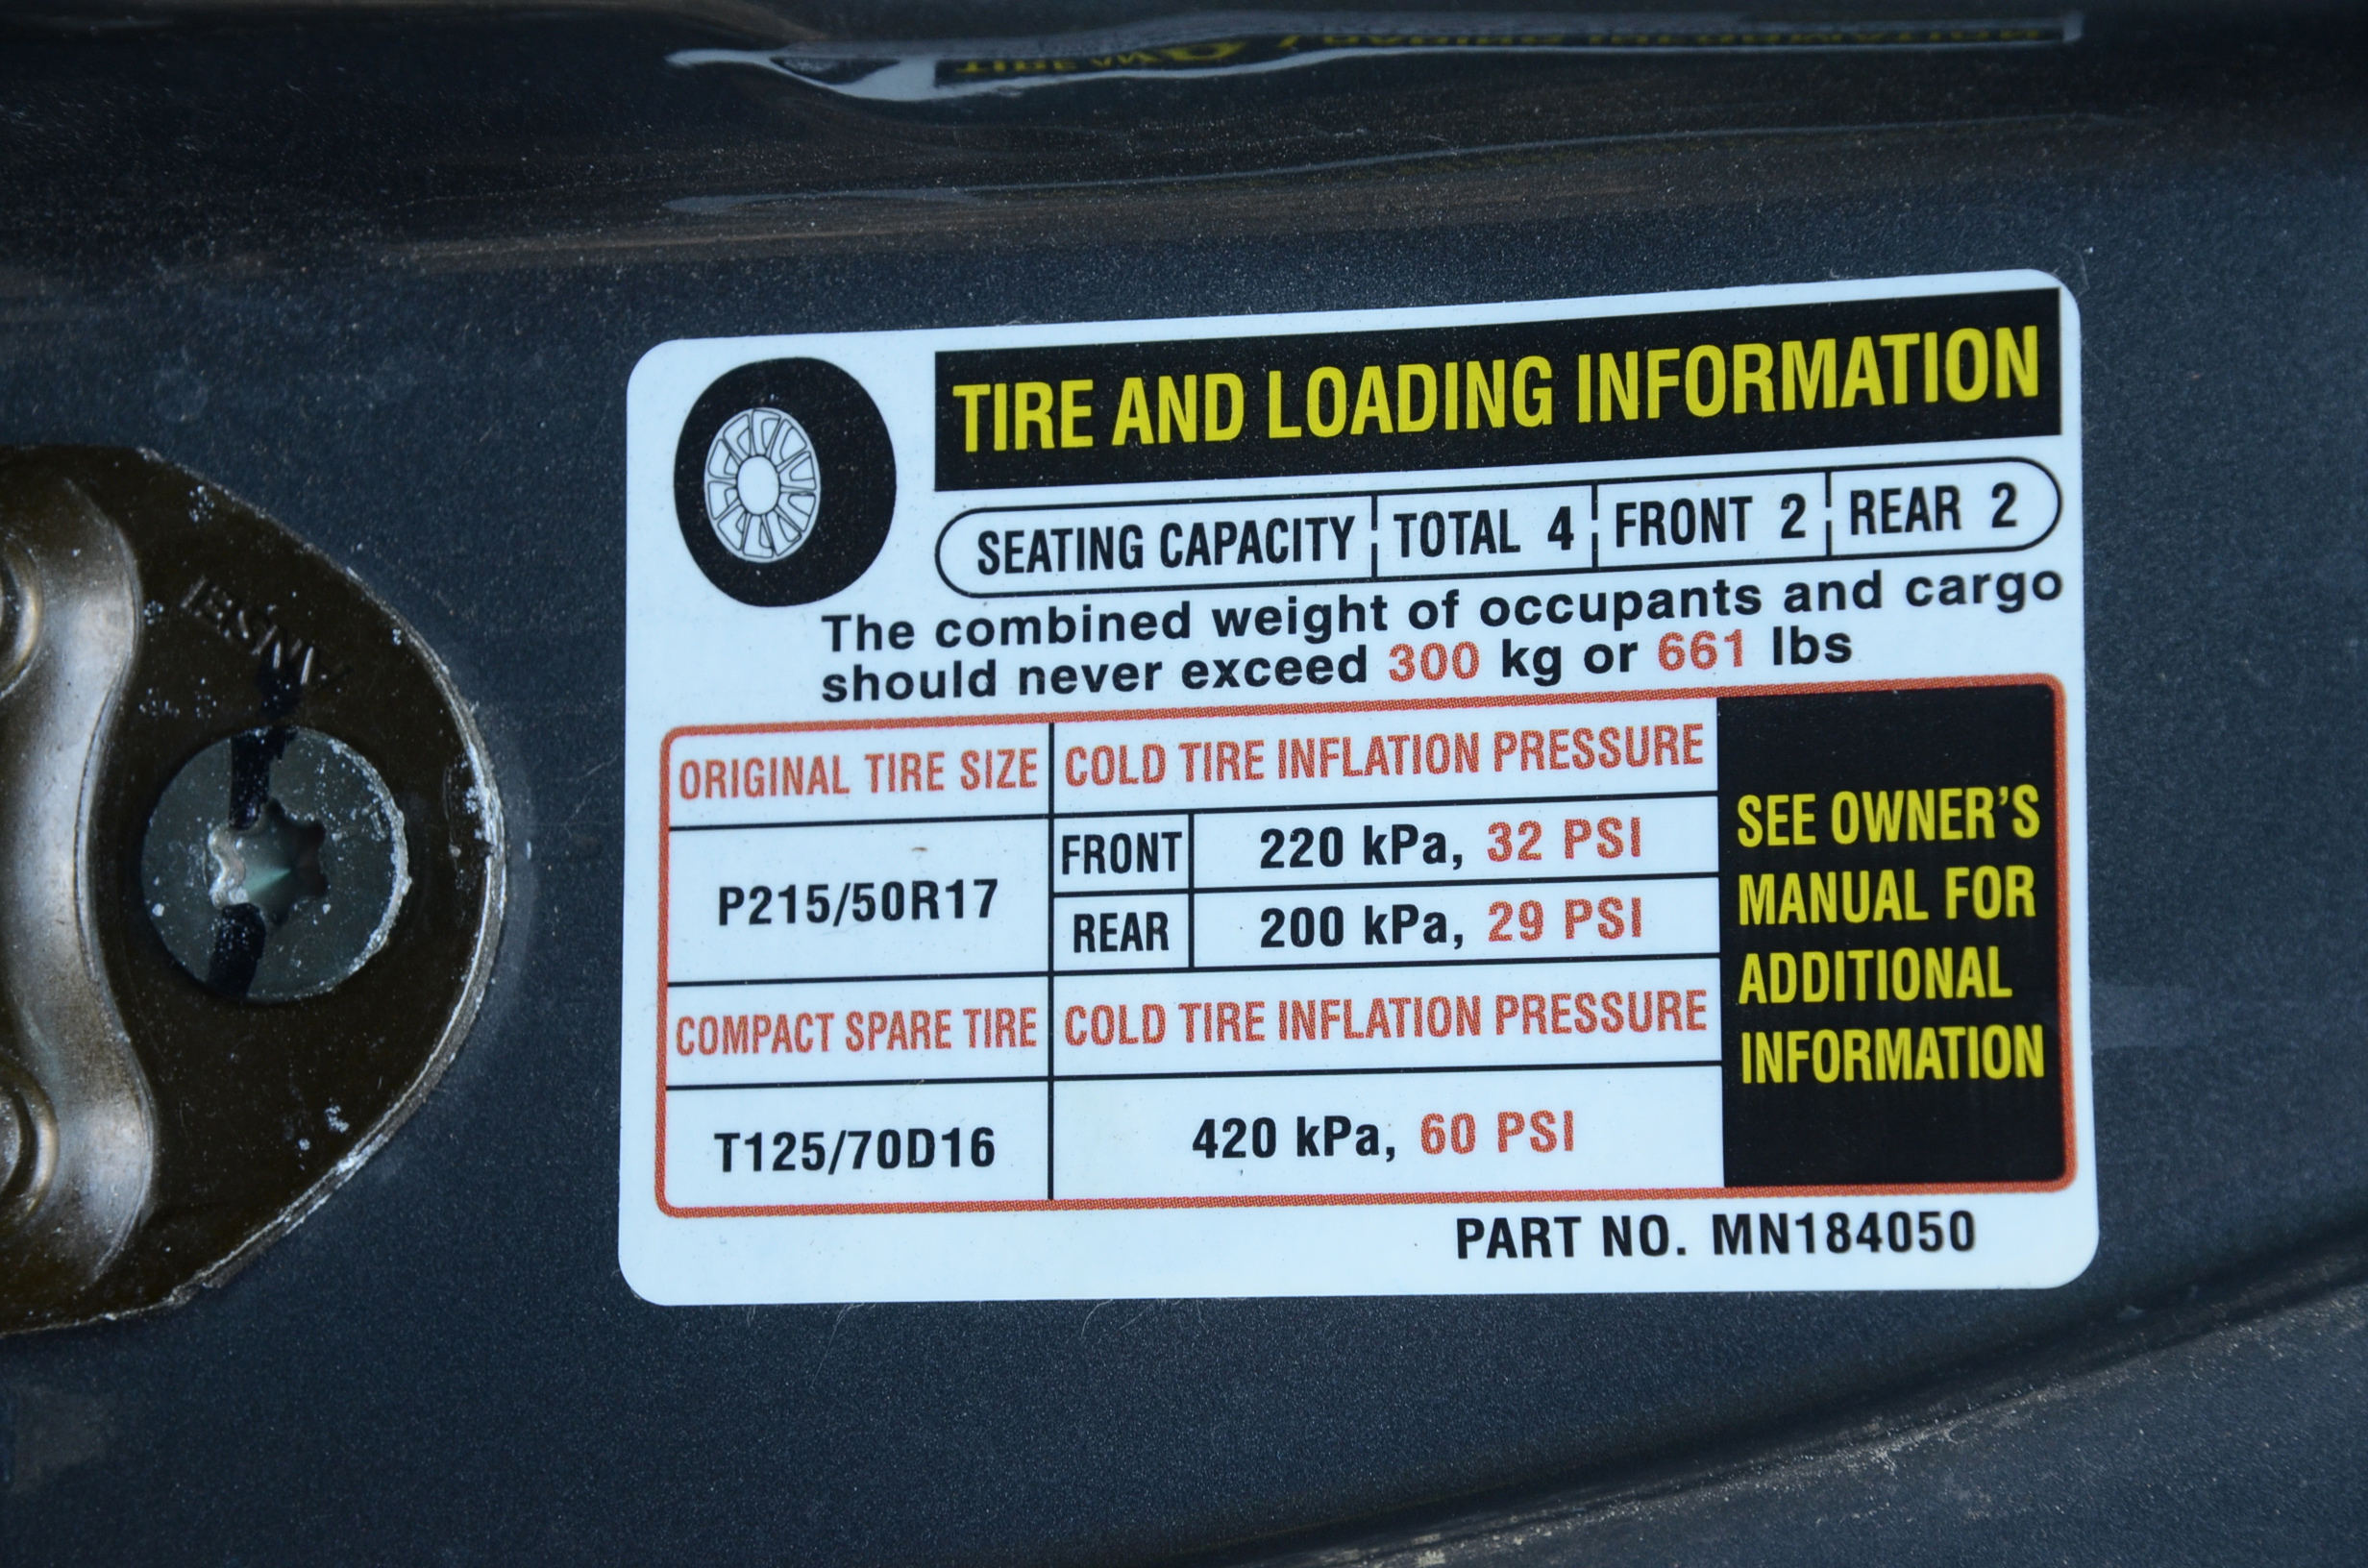 TIRE AND LOADING INFORMATION
SEATING CAPACITY TOTAL 4 FRONT 2 REAR 2
The combined weight of occupants and cargo
should never exceed 300 kg or 661 lbs
ORIGINAL TIRE SIZE COLD TIRE INFLATION PRESSURE
P215/50R17
FRONT 220 kPa, 32 PSI
REAR 200 kPa, 29 PSI
COMPACT SPARE TIRE COLD TIRE INFLATION PRESSURE
T125/70D16 420 kPa, 60 PSI
SEE OWNER'S
MANUAL FOR
ADDITIONAL
INFORMATION
PART NO. MN184050